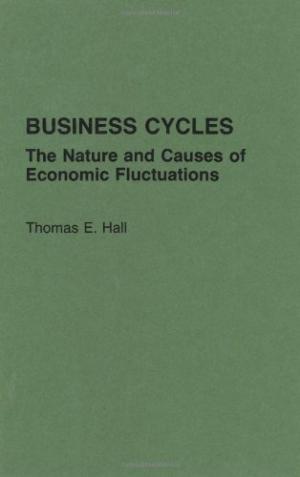 BUSINESS CYCLES
The Nature and Causes of
Economic Fluctuations
Thomas E. Hall